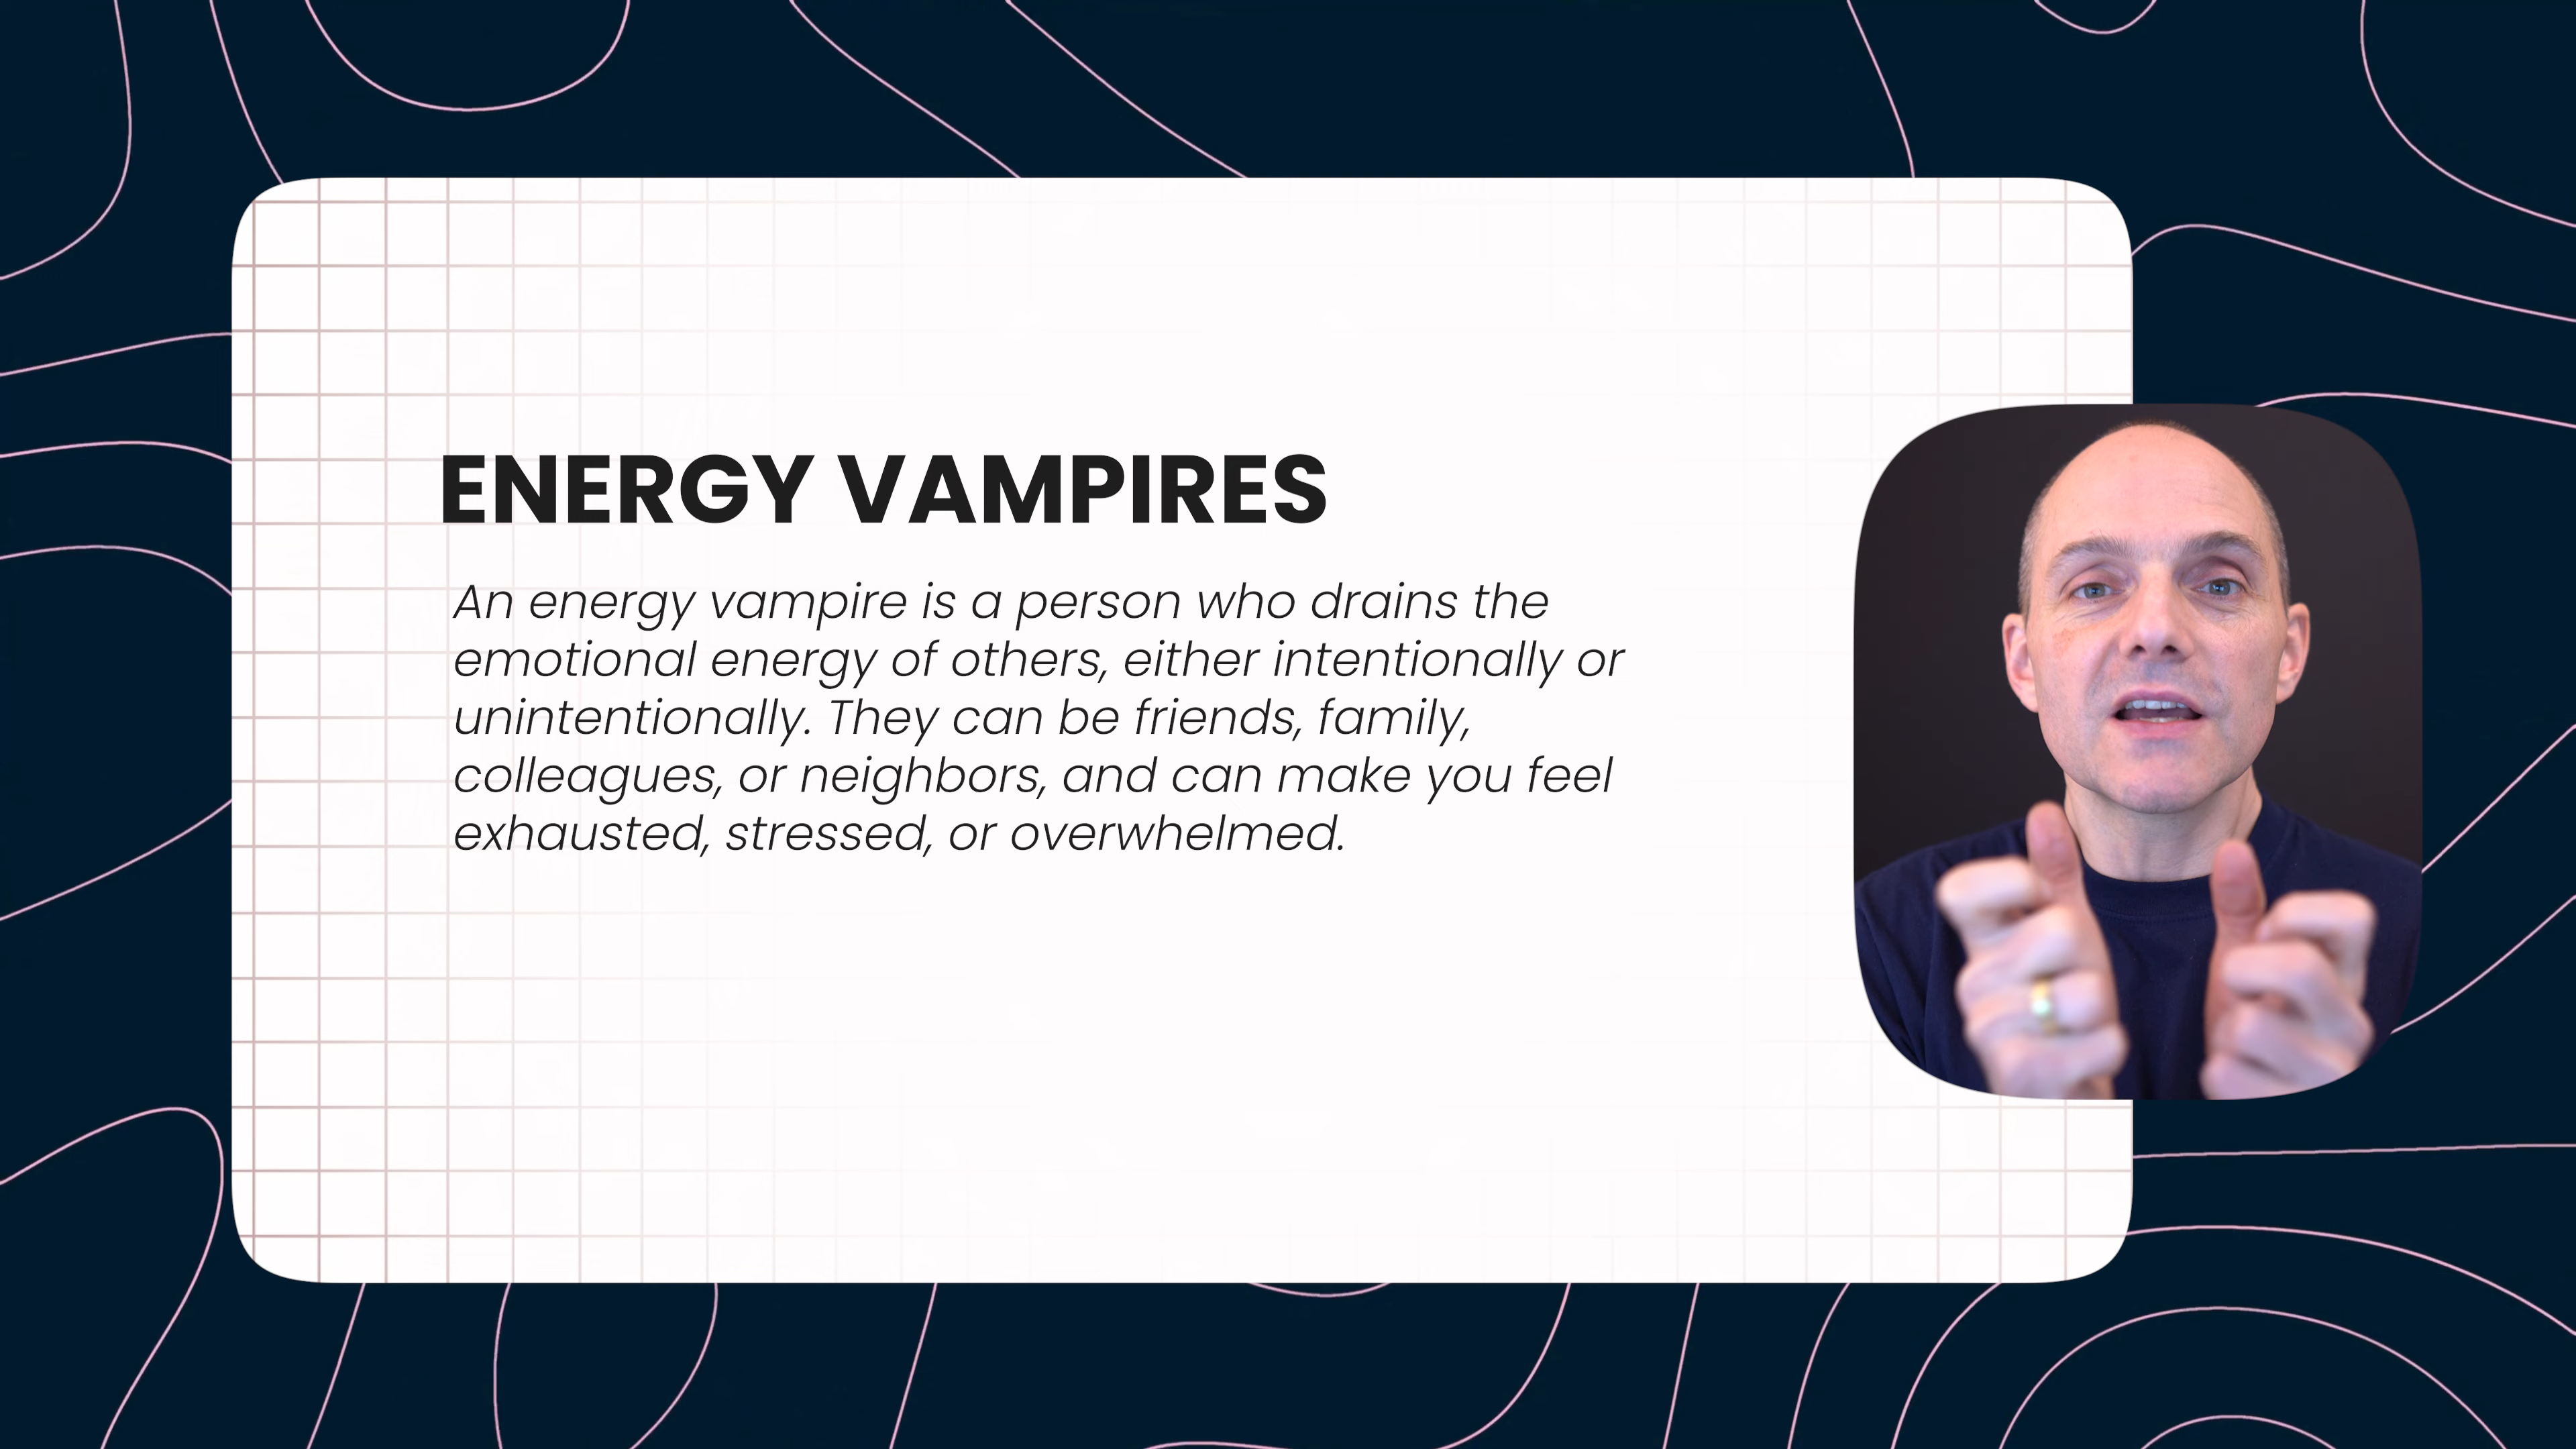 ENERGY VAMPIRES
An energy vampire is a person who drains the
emotional energy of others, either intentionally or
unintentionally. They can be friends, family,
colleagues, or neighbors, and can make you feel
exhausted, stressed, or overwhelmed.